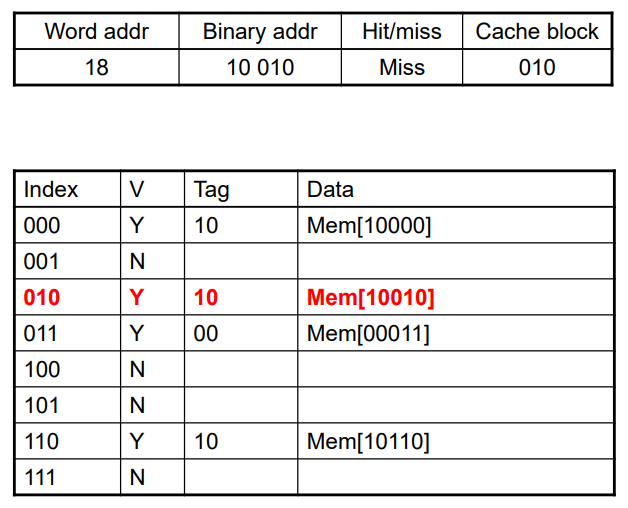 Word addr Binary addr Hit/miss Cache block
18 10 010 Miss 010
Index V Tag Data
000 Y 10 Mem[10000]
001 N
010 Y 10 Mem[10010]
011 Y 00 Mem[00011]
100 N
101 N
110 Y 10 Mem[10110]
111 N